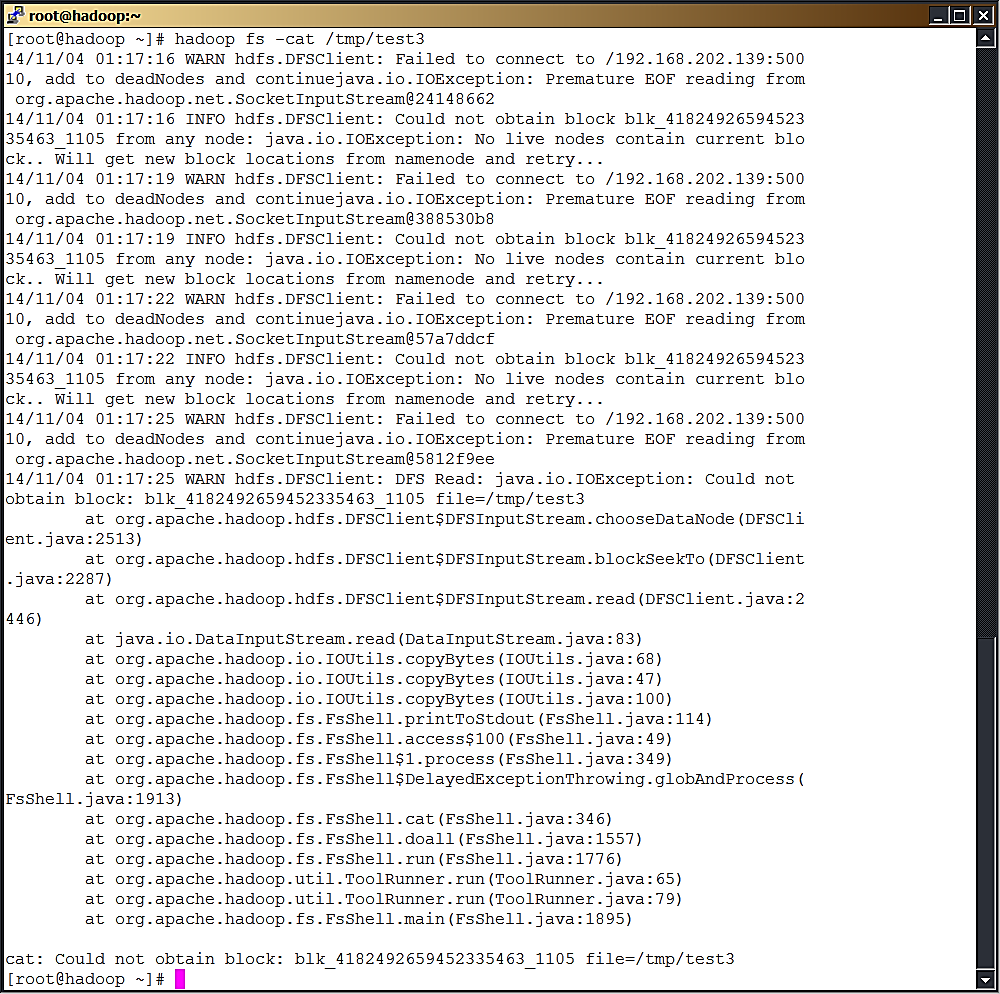 root@hadoop:~
[root@hadoop ~]# hadoop fs -cat /tmp/test3
14/11/04 01:17:16 WARN hdfs.DFSClient: Failed to connect to /192.168.202.139:500
10, add to deadNodes and continuejava.io.IOException: Premature EOF reading from
 org.apache.hadoop.net.SocketInputStream@24148662
14/11/04 01:17:16 INFO hdfs.DFSClient: Could not obtain block blk_41824926594523
35463_1105 from any node: java.io.IOException: No live nodes contain current blo
ck.. Will get new block locations from namenode and retry...
14/11/04 01:17:19 WARN hdfs.DFSClient: Failed to connect to /192.168.202.139:500
10, add to deadNodes and continuejava.io.IOException: Premature EOF reading from
 org.apache.hadoop.net.SocketInputStream@388530b8
14/11/04 01:17:19 INFO hdfs.DFSClient: Could not obtain block blk_41824926594523
35463_1105 from any node: java.io.IOException: No live nodes contain current blo
ck.. Will get new block locations from namenode and retry...
14/11/04 01:17:22 WARN hdfs.DFSClient: Failed to connect to /192.168.202.139:500
10, add to deadNodes and continuejava.io.IOException: Premature EOF reading from
 org.apache.hadoop.net.SocketInputStream@57a7ddcf
14/11/04 01:17:22 INFO hdfs.DFSClient: Could not obtain block blk_41824926594523
35463_1105 from any node: java.io.IOException: No live nodes contain current blo
ck.. Will get new block locations from namenode and retry...
14/11/04 01:17:25 WARN hdfs.DFSClient: Failed to connect to /192.168.202.139:500
10, add to deadNodes and continuejava.io.IOException: Premature EOF reading from
 org.apache.hadoop.net.SocketInputStream@5812f9ee
14/11/04 01:17:25 WARN hdfs.DFSClient: DFS Read: java.io.IOException: Could not
obtain block: blk_4182492659452335463_1105 file=/tmp/test3
        at org.apache.hadoop.hdfs.DFSClient$DFSInputStream.chooseDataNode(DFSCli
ent.java:2513)
        at org.apache.hadoop.hdfs.DFSClient$DFSInputStream.blockSeekTo(DFSClient
.java:2287)
        at org.apache.hadoop.hdfs.DFSClient$DFSInputStream.read(DFSClient.java:2
446)
        at java.io.DataInputStream.read(DataInputStream.java:83)
        at org.apache.hadoop.io.IOUtils.copyBytes(IOUtils.java:68)
        at org.apache.hadoop.io.IOUtils.copyBytes(IOUtils.java:47)
        at org.apache.hadoop.io.IOUtils.copyBytes(IOUtils.java:100)
        at org.apache.hadoop.fs.FsShell.printToStdout(FsShell.java:114)
        at org.apache.hadoop.fs.FsShell.access$100(FsShell.java:49)
        at org.apache.hadoop.fs.FsShell$1.process(FsShell.java:349)
        at org.apache.hadoop.fs.FsShell$DelayedExceptionThrowing.globAndProcess(
FsShell.java:1913)
        at org.apache.hadoop.fs.FsShell.cat(FsShell.java:346)
        at org.apache.hadoop.fs.FsShell.doall(FsShell.java:1557)
        at org.apache.hadoop.fs.FsShell.run(FsShell.java:1776)
        at org.apache.hadoop.util.ToolRunner.run(ToolRunner.java:65)
        at org.apache.hadoop.util.ToolRunner.run(ToolRunner.java:79)
        at org.apache.hadoop.fs.FsShell.main(FsShell.java:1895)

cat: Could not obtain block: blk_4182492659452335463_1105 file=/tmp/test3
[root@hadoop ~]#